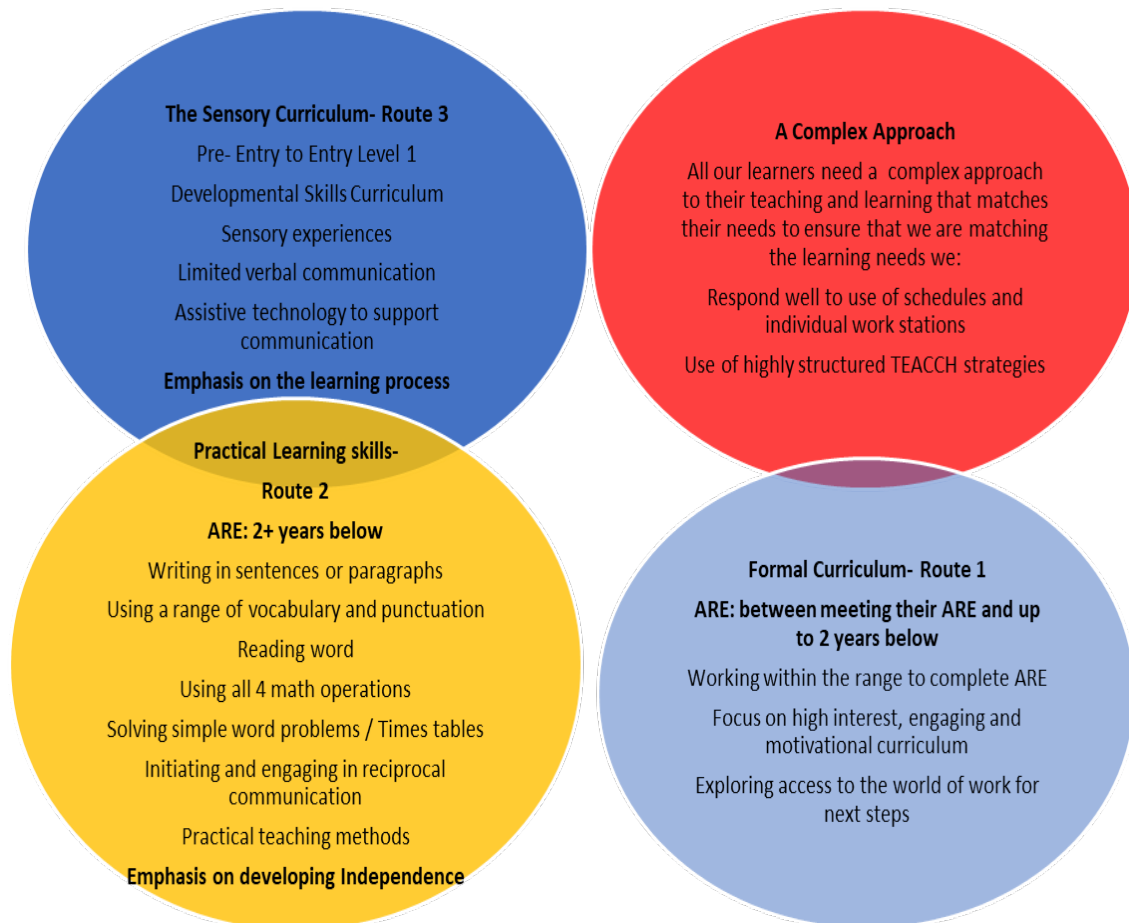 The Sensory Curriculum- Route 3
Pre- Entry to Entry Level 1
Developmental Skills Curriculum
Sensory experiences
Limited verbal communication
Assistive technology to support
communication
Emphasis on the learning process
A Complex Approach
All our learners need a complex approach
to their teaching and learning that matches
their needs to ensure that we are matching
the learning needs we:
Respond well to use of schedules and
individual work stations
Use of highly structured TEACCH strategies
Practical Learning skills-
Route 2
ARE: 2+ years below
Writing in sentences or paragraphs
Using a range of vocabulary and punctuation
Reading word
Using all 4 math operations
Solving simple word problems / Times tables
Initiating and engaging in reciprocal
communication
Practical teaching methods
Emphasis on developing Independence
Formal Curriculum- Route 1
ARE: between meeting their ARE and up
to 2 years below
Working within the range to complete ARE
Focus on high interest, engaging and
motivational curriculum
Exploring access to the world of work for
next steps